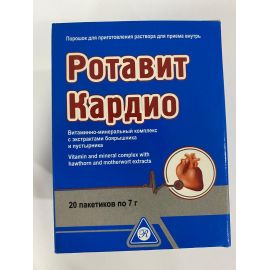 Порошок для приготовления раствора для приема внутрь
Ротавит
Кардио
Витаминно-минеральный комплекс
с экстрактами боярышника
и пустырника
Vitamin and mineral complex with
hawthorn and motherwort extracts
20 пакетиков по 7 г